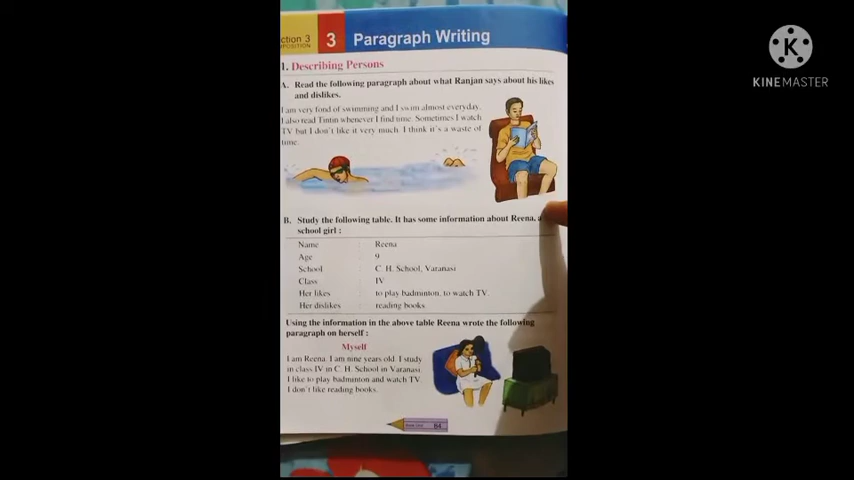 ction 3
POSITION
3
Paragraph Writing
1. Describing Persons
A. Read the following paragraph about what Ranjan says about his likes
and dislikes.
I am very fond of swimming and I swim almost everyday.
I also read Tintin whenever I find time. Sometimes I watch
TV but I don't like it very much. I think it's a waste of
time.
B. Study the following table. It has some information about Reena, a
school girl :
Name : Reena
Age : 9
School : C. H. School, Varanasi
Class : IV
Her likes : to play badminton, to watch TV.
Her dislikes : reading books.
Using the information in the above table Reena wrote the following
paragraph on herself :
Myself
I am Reena. I am nine years old. I study
in class IV in C. H. School in Varanasi.
I like to play badminton and watch TV.
I don't like reading books.
84
K
KINEMASTER